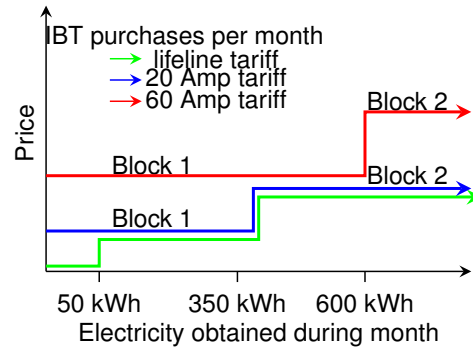 IBT purchases per month
lifeline tariff
20 Amp tariff
60 Amp tariff
Block 2
Block 1
Block 2
Block 1
Price
50 kWh 350 kWh 600 kWh
Electricity obtained during month